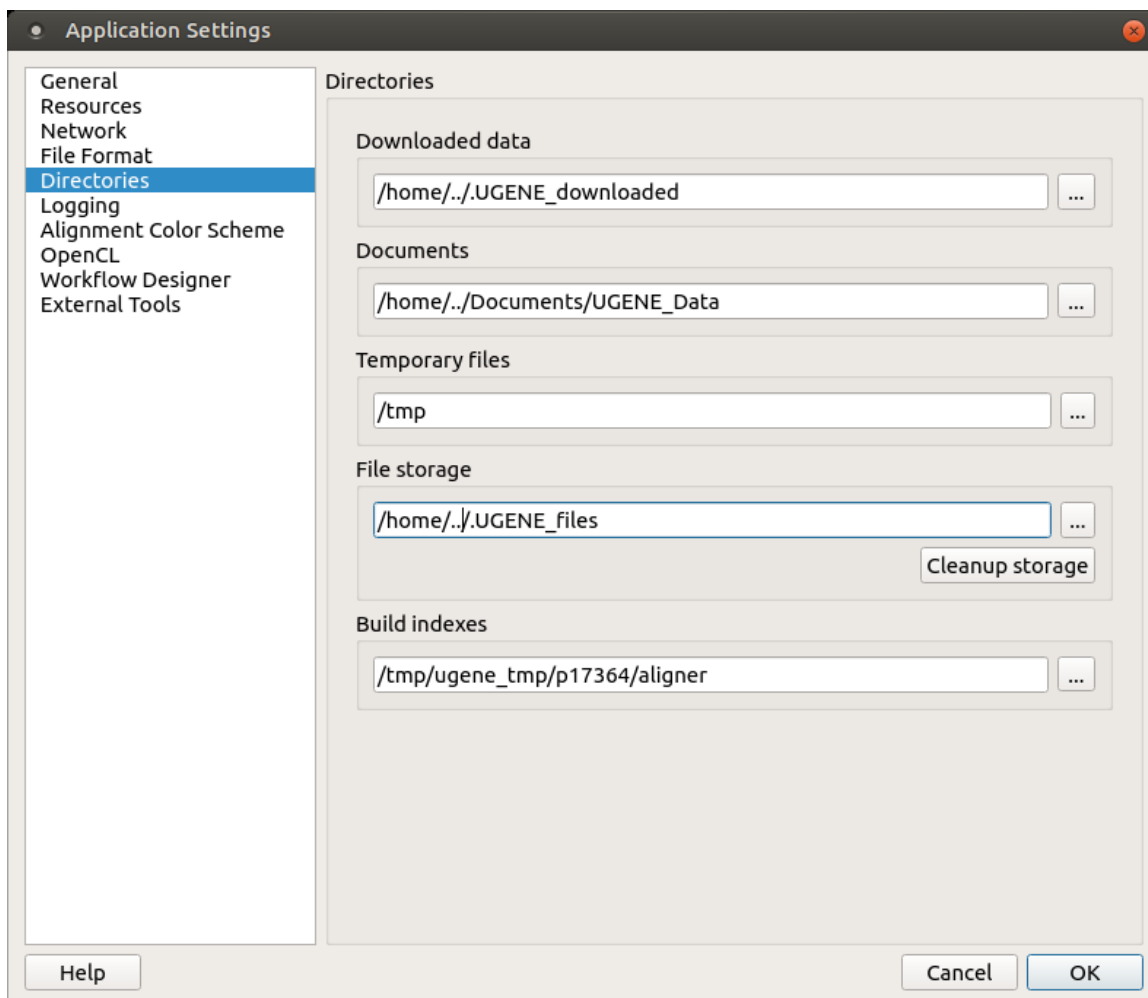 Application Settings
General
Resources
Network
File Format
Directories
Logging
Alignment Color Scheme
OpenCL
Workflow Designer
External Tools
Directories
Downloaded data
/home/../.UGENE_downloaded
...
Documents
/home/../Documents/UGENE_Data
...
Temporary files
/tmp
...
File storage
/home/../.UGENE_files
...
Cleanup storage
Build indexes
/tmp/ugene_tmp/p17364/aligner
...
Help
Cancel
OK